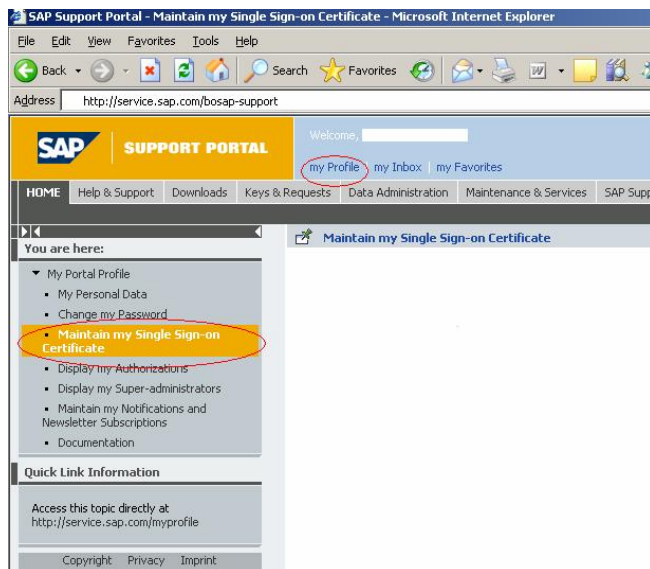 SAP Support Portal - Maintain my Single Sign-on Certificate - Microsoft Internet Explorer
File Edit View Favorites Tools Help
Back Search Favorites
Address http://service.sap.com/bosap-support
SAP SUPPORT PORTAL
Welcome,
my Profile my Inbox my Favorites
HOME Help & Support Downloads Keys & Requests Data Administration Maintenance & Services SAP Supp
You are here:
Maintain my Single Sign-on Certificate
My Portal Profile
My Personal Data
Change my Password
Maintain my Single Sign-on
Certificate
Display my Authorizations
Display my Super-administrators
Maintain my Notifications and
Newsletter Subscriptions
Documentation
Quick Link Information
Access this topic directly at
http://service.sap.com/myprofile
Copyright Privacy Imprint